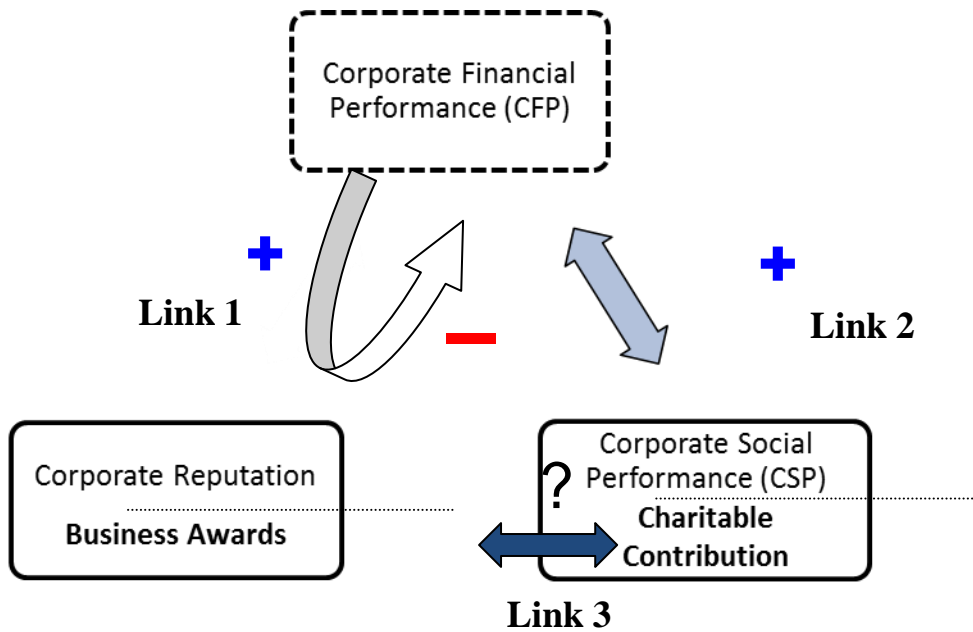 Corporate Financial
Performance (CFP)
+
+
Link 1
Link 2
Corporate Reputation
Business Awards
Corporate Social
Performance (CSP)
?
Charitable
Contribution
Link 3